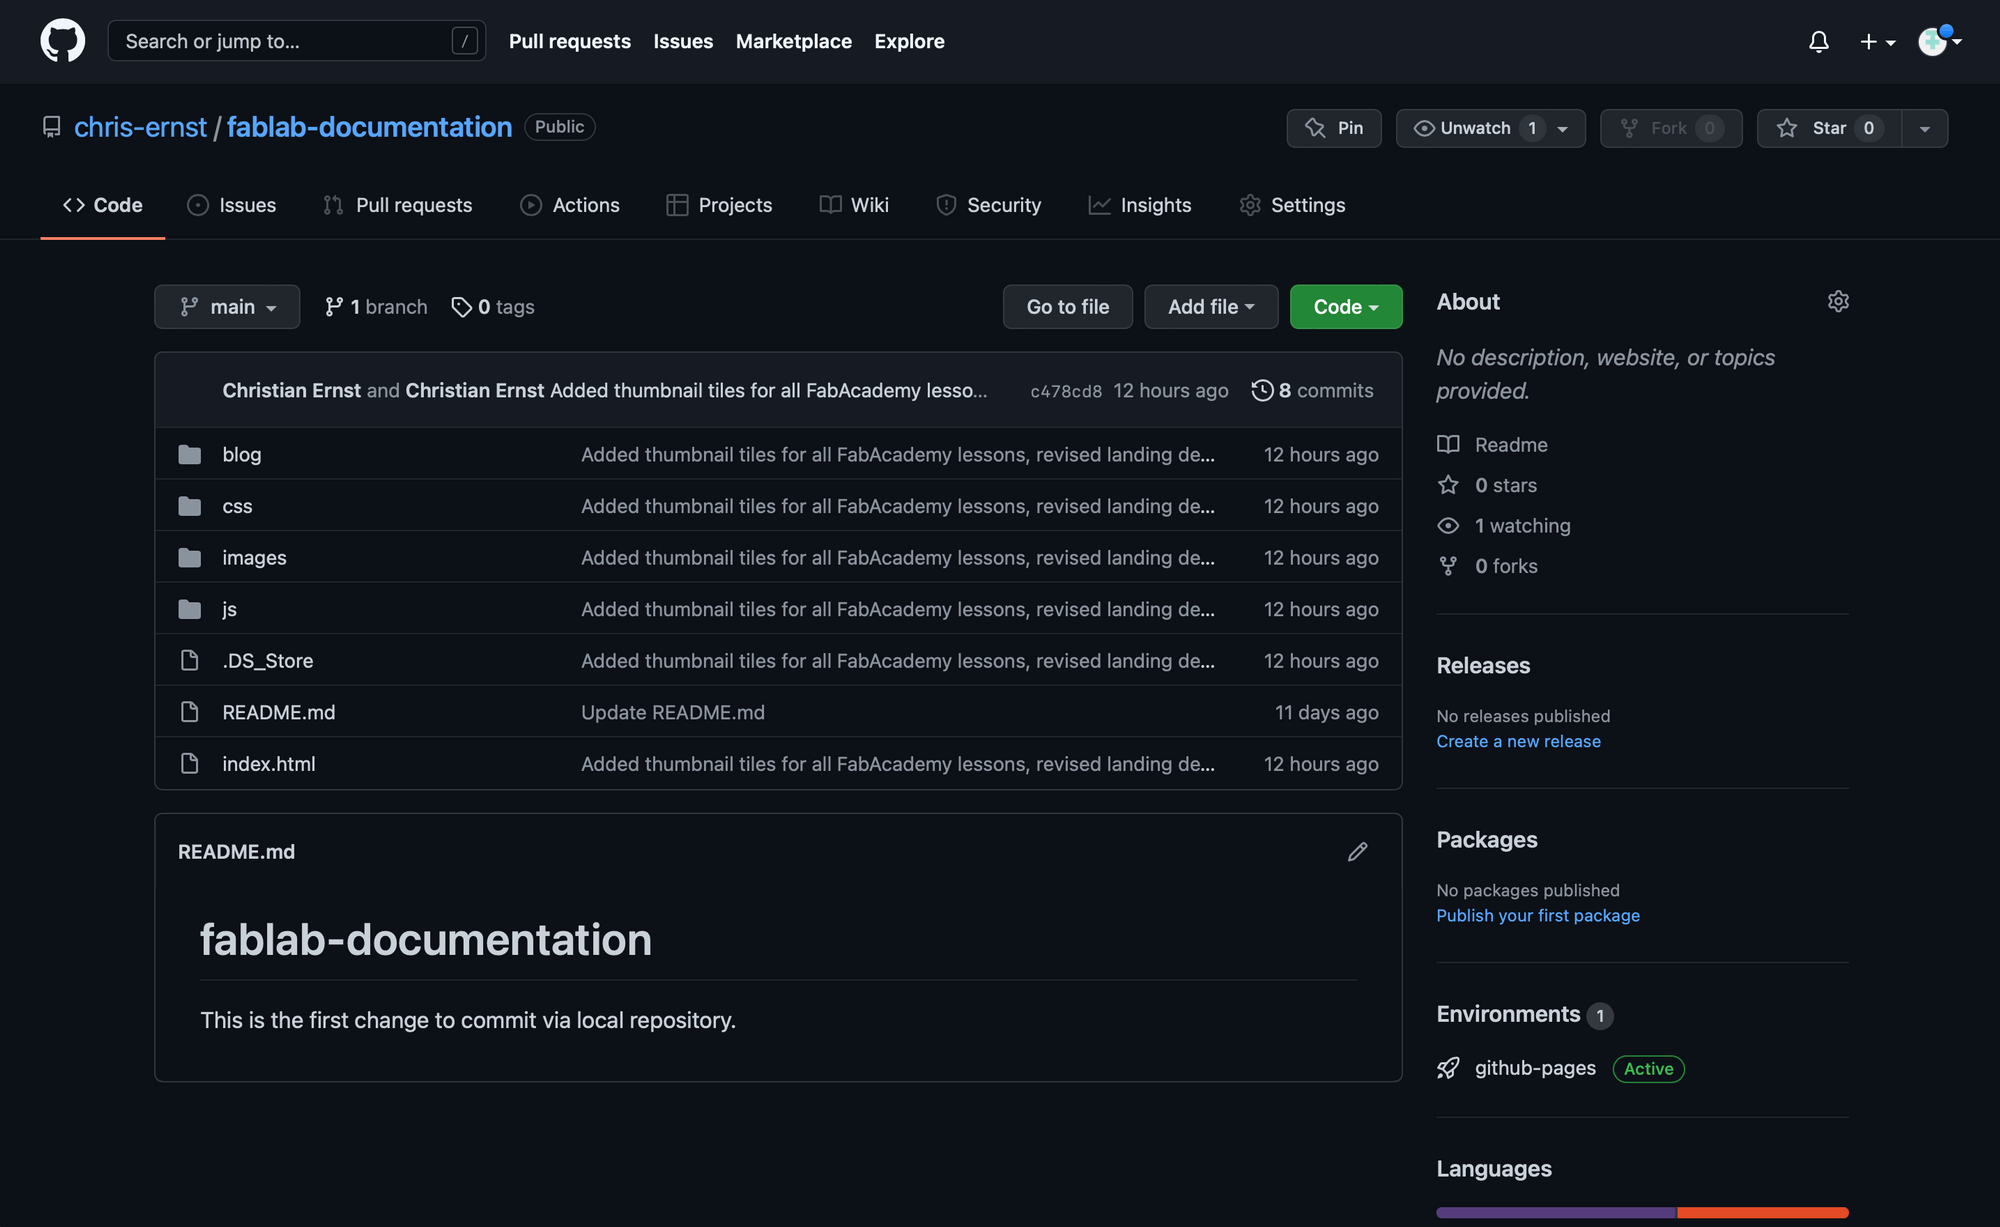 Search or jump to... /
Pull requests
Issues
Marketplace
Explore
chris-ernst / fablab-documentation Public
Pin
Unwatch 1
Fork 0
Star 0
Code
Issues
Pull requests
Actions
Projects
Wiki
Security
Insights
Settings
main
1 branch
0 tags
Go to file
Add file
Code
Christian Ernst and Christian Ernst Added thumbnail tiles for all FabAcademy lesso... c478cd8 12 hours ago 8 commits
blog Added thumbnail tiles for all FabAcademy lessons, revised landing de... 12 hours ago
css Added thumbnail tiles for all FabAcademy lessons, revised landing de... 12 hours ago
images Added thumbnail tiles for all FabAcademy lessons, revised landing de... 12 hours ago
js Added thumbnail tiles for all FabAcademy lessons, revised landing de... 12 hours ago
.DS_Store Added thumbnail tiles for all FabAcademy lessons, revised landing de... 12 hours ago
README.md Update README.md 11 days ago
index.html Added thumbnail tiles for all FabAcademy lessons, revised landing de... 12 hours ago
README.md
fablab-documentation
This is the first change to commit via local repository.
About
No description, website, or topics
provided.
Readme
0 stars
1 watching
0 forks
Releases
No releases published
Create a new release
Packages
No packages published
Publish your first package
Environments 1
github-pages Active
Languages